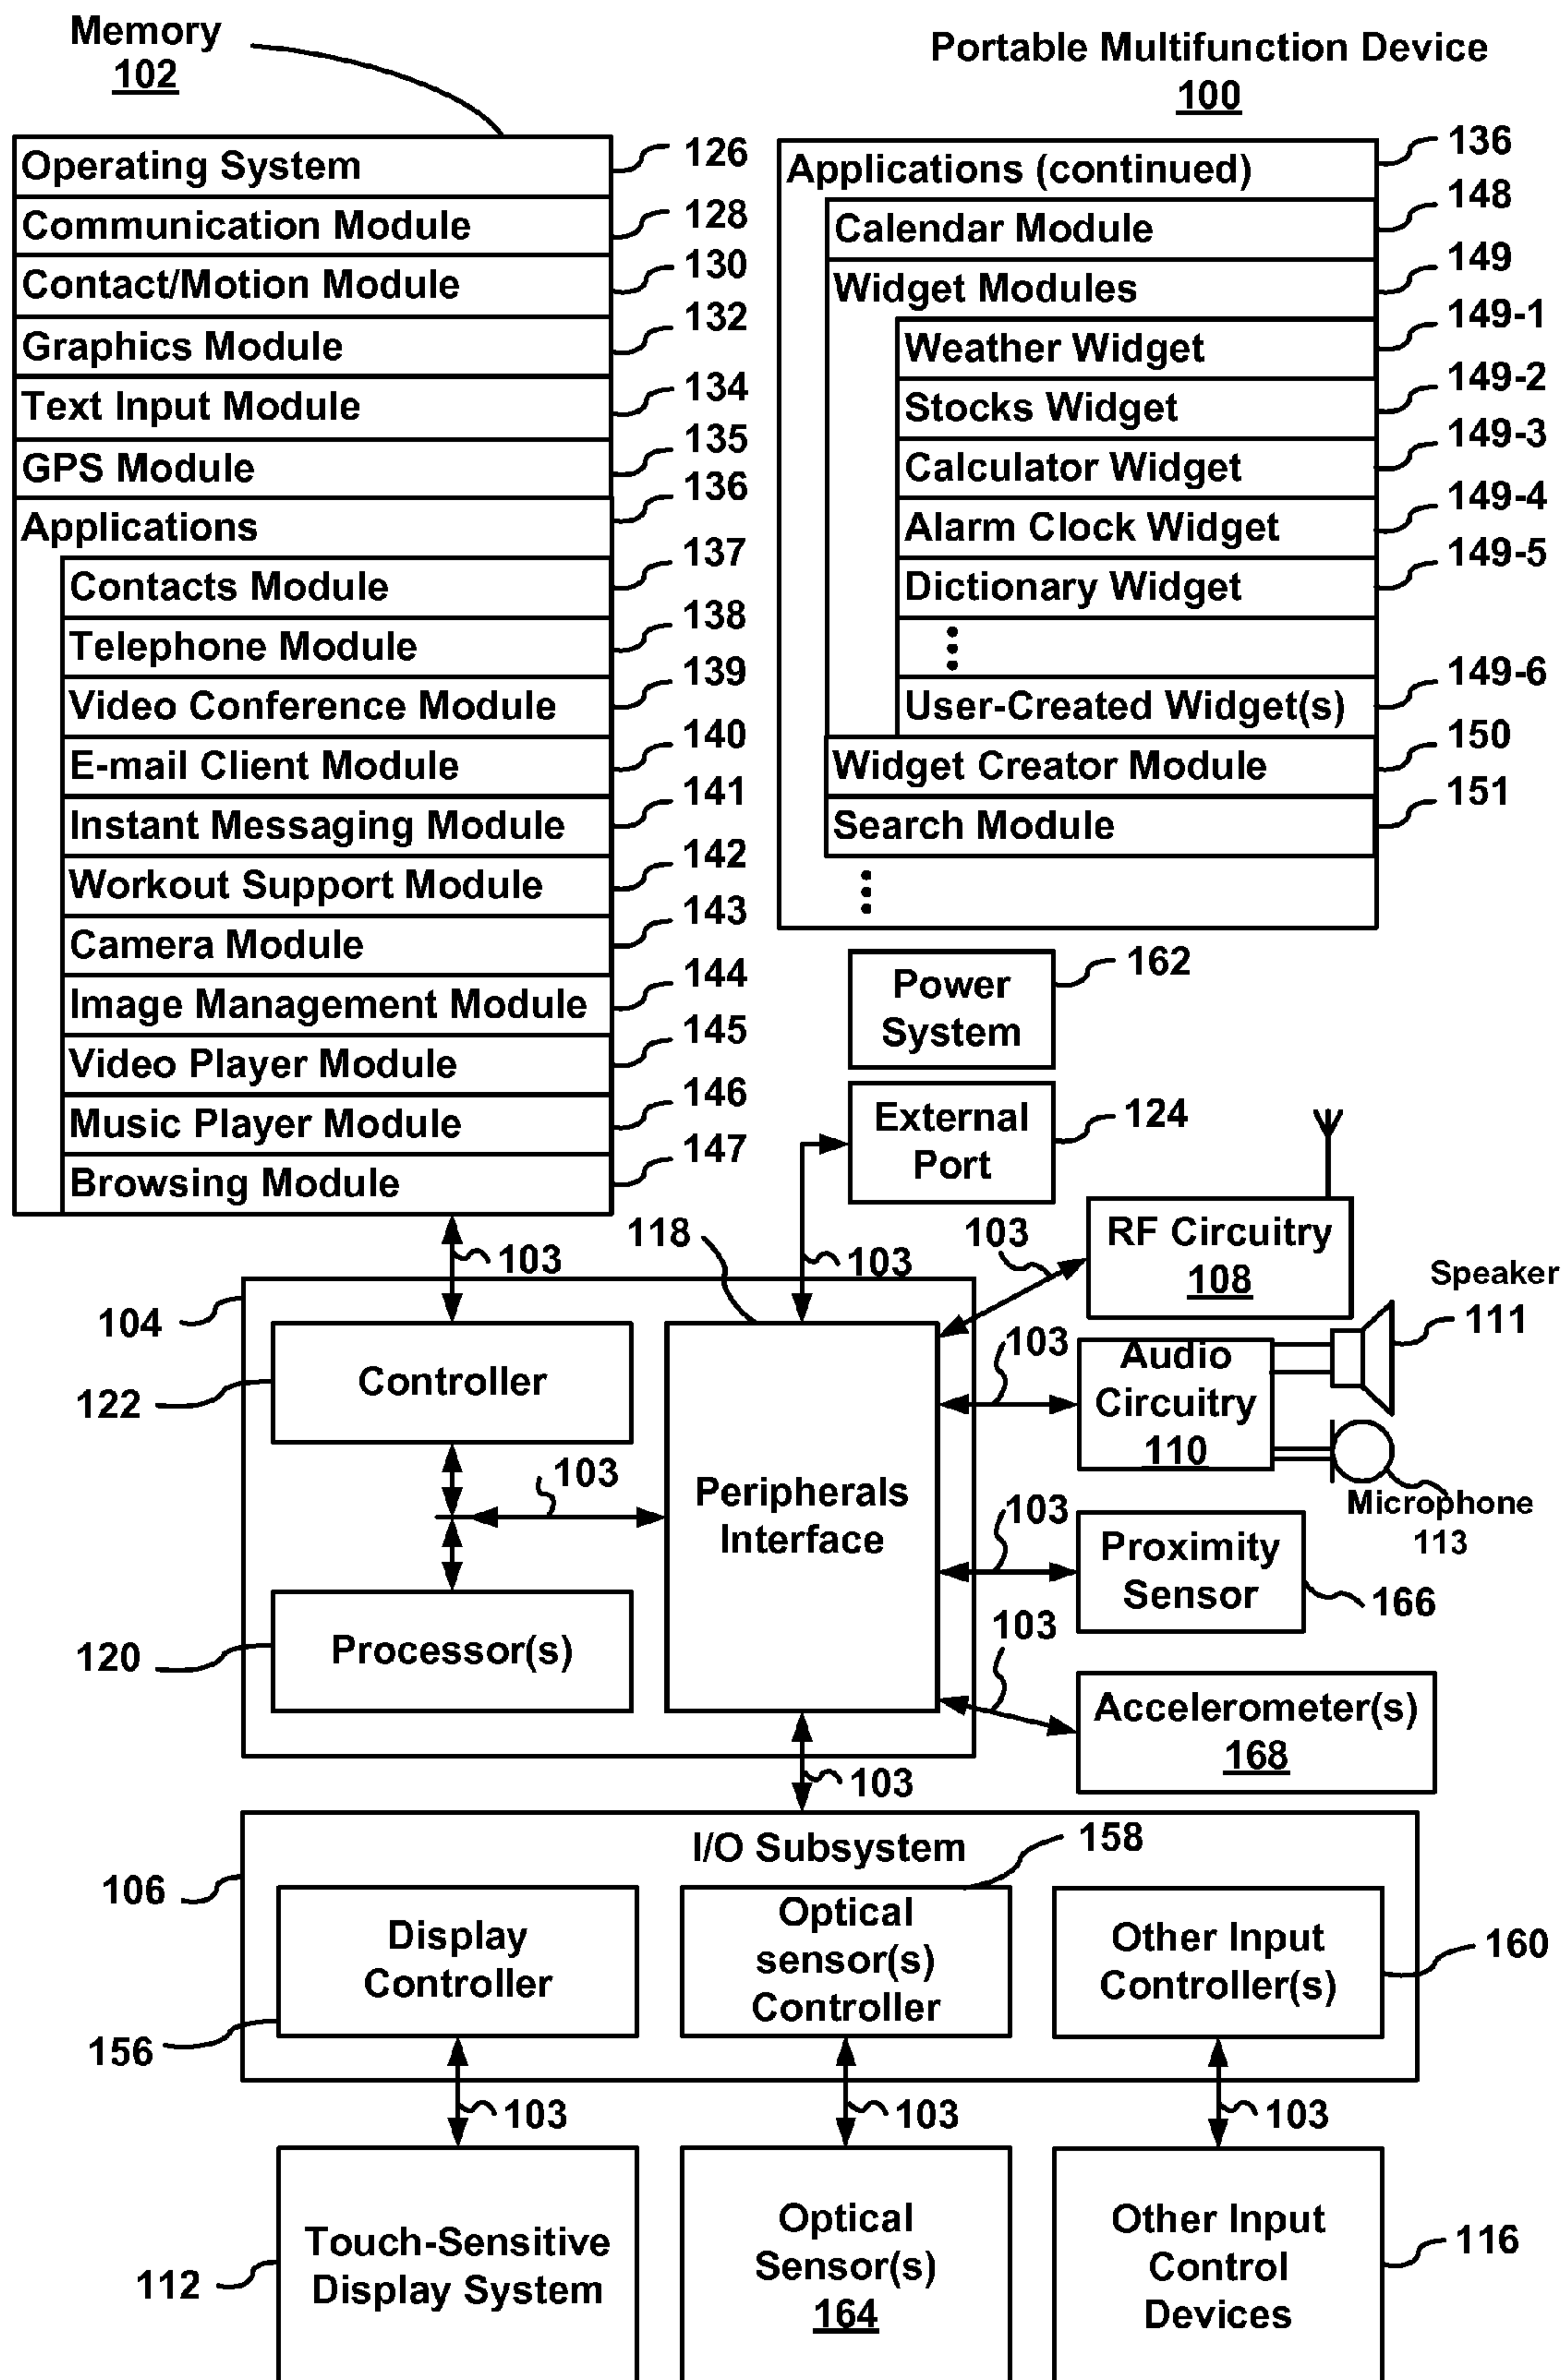 Memory
102
Portable Multifunction Device
100
Operating System
126
Communication Module
128
Contact/Motion Module
130
Graphics Module
132
Text Input Module
134
GPS Module
135
Applications
136
Contacts Module
137
Telephone Module
138
Video Conference Module
139
E-mail Client Module
140
Instant Messaging Module
141
Workout Support Module
142
Camera Module
143
Image Management Module
144
Video Player Module
145
Music Player Module
146
Browsing Module
147
Applications (continued)
136
Calendar Module
148
Widget Modules
149
Weather Widget
149-1
Stocks Widget
149-2
Calculator Widget
149-3
Alarm Clock Widget
149-4
Dictionary Widget
149-5
User-Created Widget(s)
149-6
Widget Creator Module
150
Search Module
151
Power
System
162
External
Port
124
103
118
103
103
RF Circuitry
108
Speaker
111
104
Controller
122
103
Audio
Circuitry
110
Microphone
113
103
Peripherals
Interface
103
Proximity
Sensor
166
Processor(s)
120
103
Accelerometer(s)
168
103
I/O Subsystem
158
106
Display
Controller
156
Optical
sensor(s)
Controller
Other Input
Controller(s)
160
103
103
103
Touch-Sensitive
Display System
112
Optical
Sensor(s)
164
Other Input
Control
Devices
116